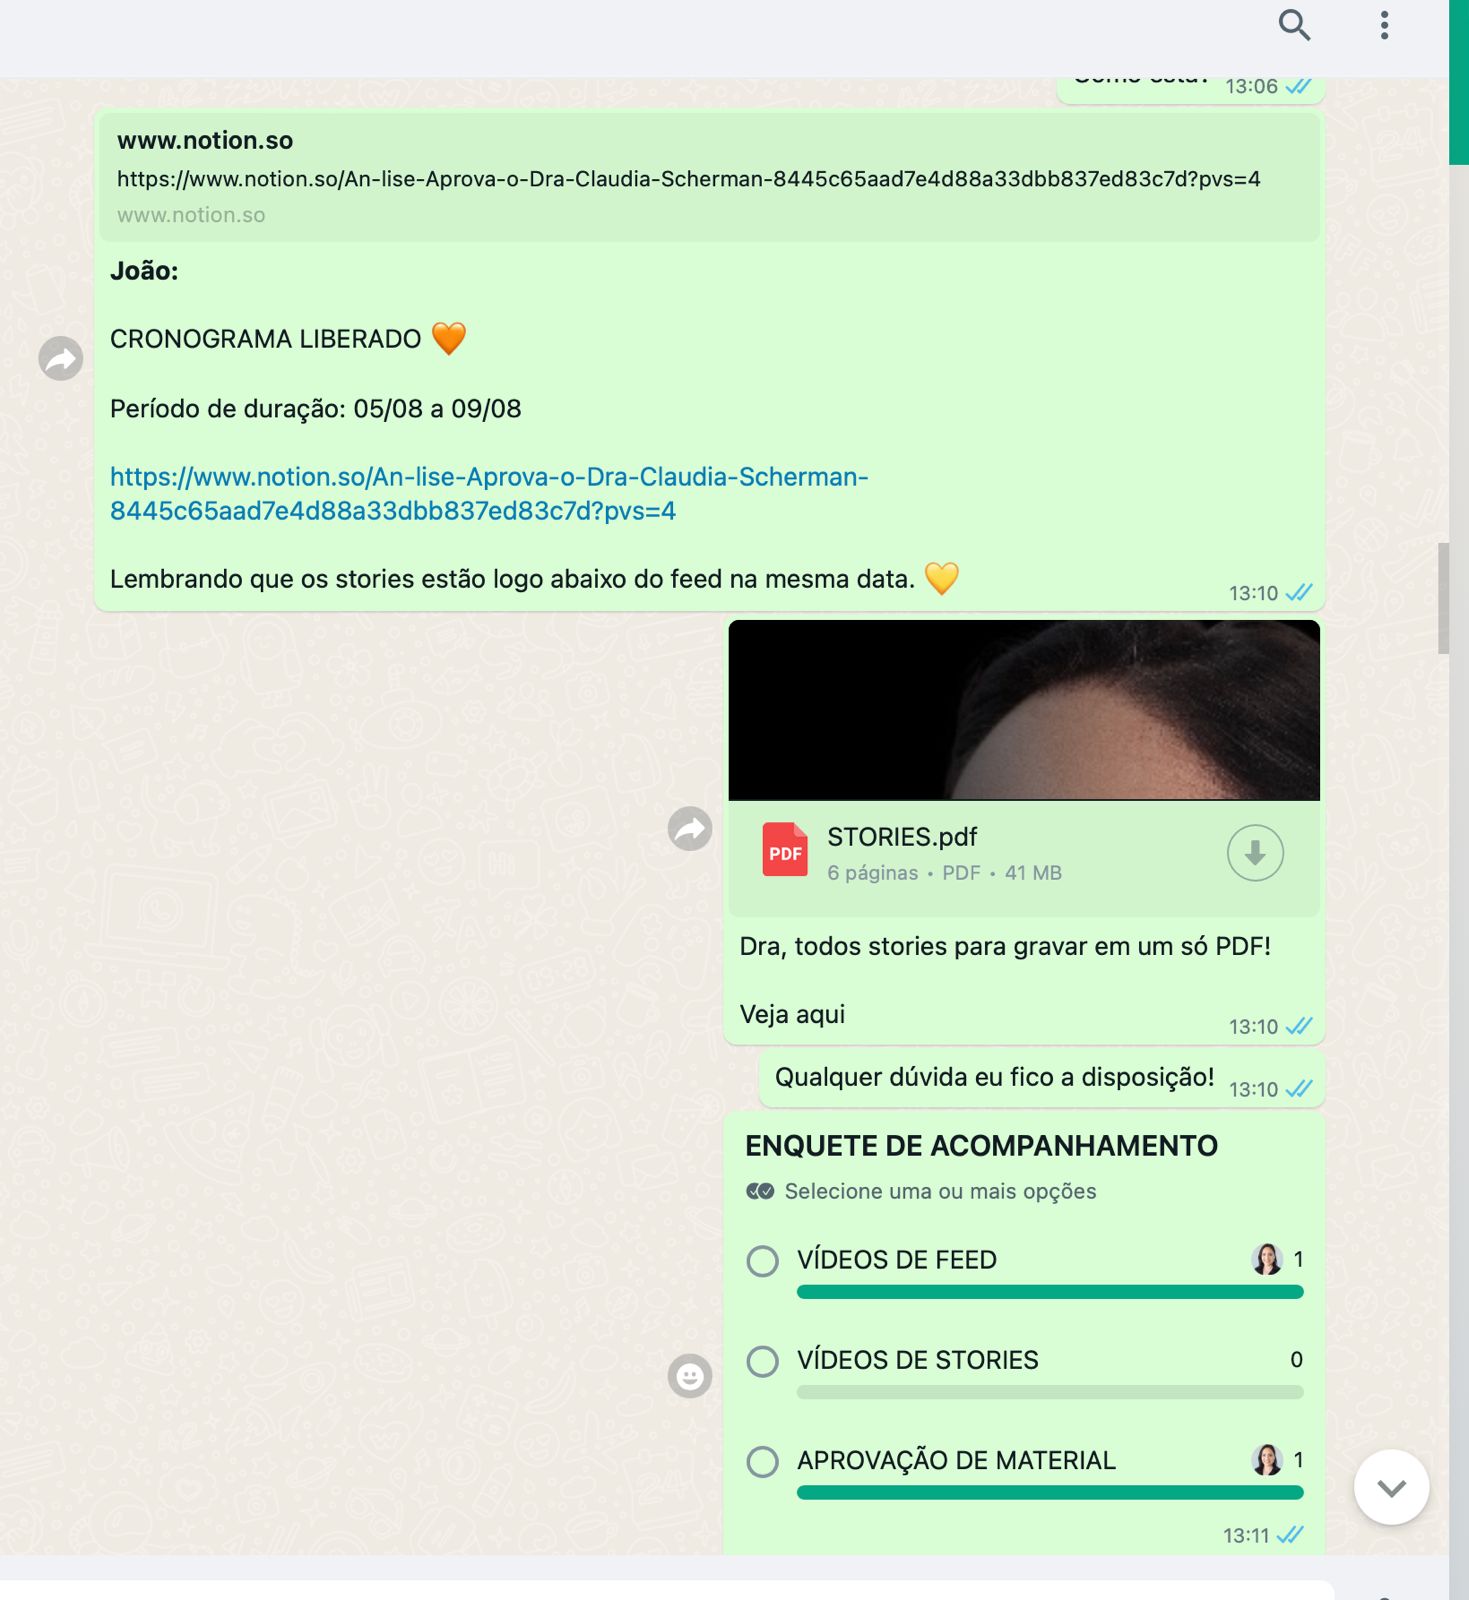 13:06
www.notion.so
https://www.notion.so/An-lise-Aprova-o-Dra-Claudia-Scherman-8445c65aad7e4d88a33dbb837ed83c7d?pvs=4
www.notion.so
João:
CRONOGRAMA LIBERADO 🧡
Período de duração: 05/08 a 09/08
https://www.notion.so/An-lise-Aprova-o-Dra-Claudia-Scherman-
8445c65aad7e4d88a33dbb837ed83c7d?pvs=4
Lembrando que os stories estão logo abaixo do feed na mesma data. 💛
13:10
PDF
STORIES.pdf
6 páginas • PDF • 41 MB
Dra, todos stories para gravar em um só PDF!
Veja aqui
13:10
Qualquer dúvida eu fico a disposição!
13:10
ENQUETE DE ACOMPANHAMENTO
Selecione uma ou mais opções
VÍDEOS DE FEED 1
VÍDEOS DE STORIES 0
APROVAÇÃO DE MATERIAL 1
13:11